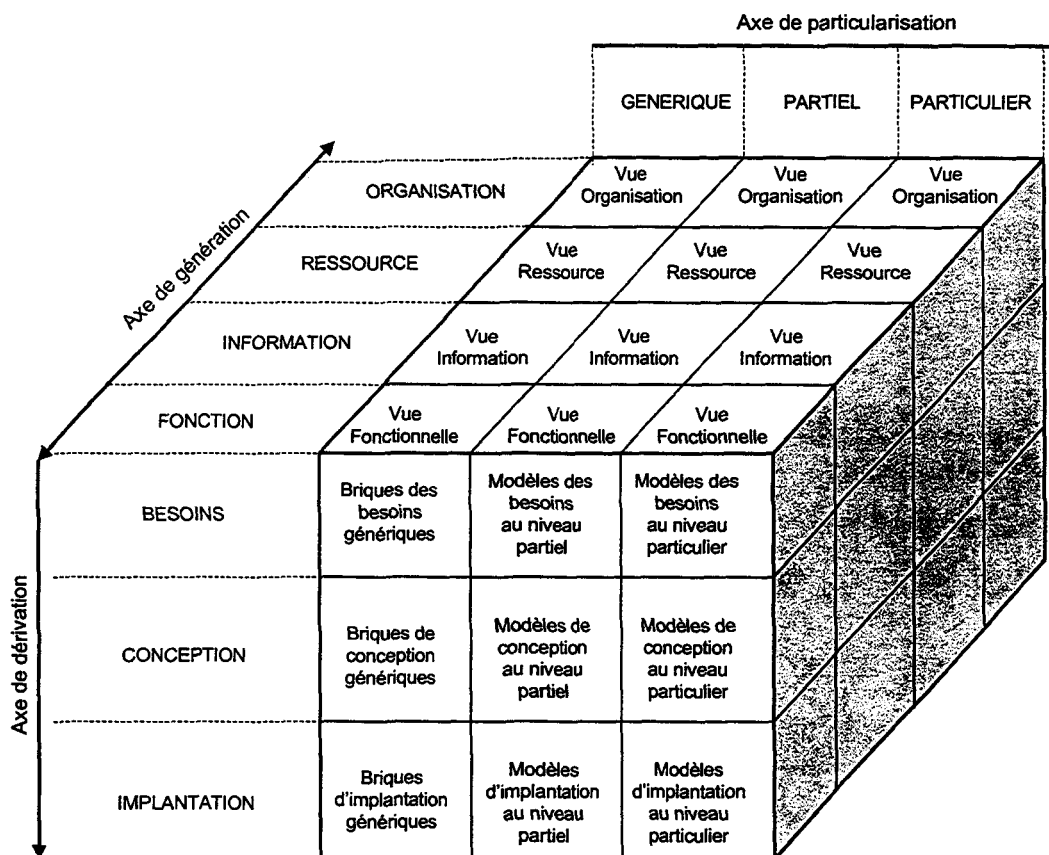 Axe de particularisation
GENERIQUE PARTIEL PARTICULIER
ORGANISATION
Vue Organisation
Vue Organisation
Vue Organisation
Axe de génération
RESSOURCE
Vue Ressource
Vue Ressource
Vue Ressource
INFORMATION
Vue Information
Vue Information
Vue Information
FONCTION
Vue Fonctionnelle
Vue Fonctionnelle
Vue Fonctionnelle
Axe de dérivation
BESOINS
Briques des
besoins
génériques
Modèles des
besoins
au niveau
partiel
Modèles des
besoins
au niveau
particulier
CONCEPTION
Briques de
conception
génériques
Modèles de
conception
au niveau
partiel
Modèles de
conception
au niveau
particulier
IMPLANTATION
Briques
d'implantation
génériques
Modèles
d'implantation
au niveau
partiel
Modèles
d'implantation
au niveau
particulier